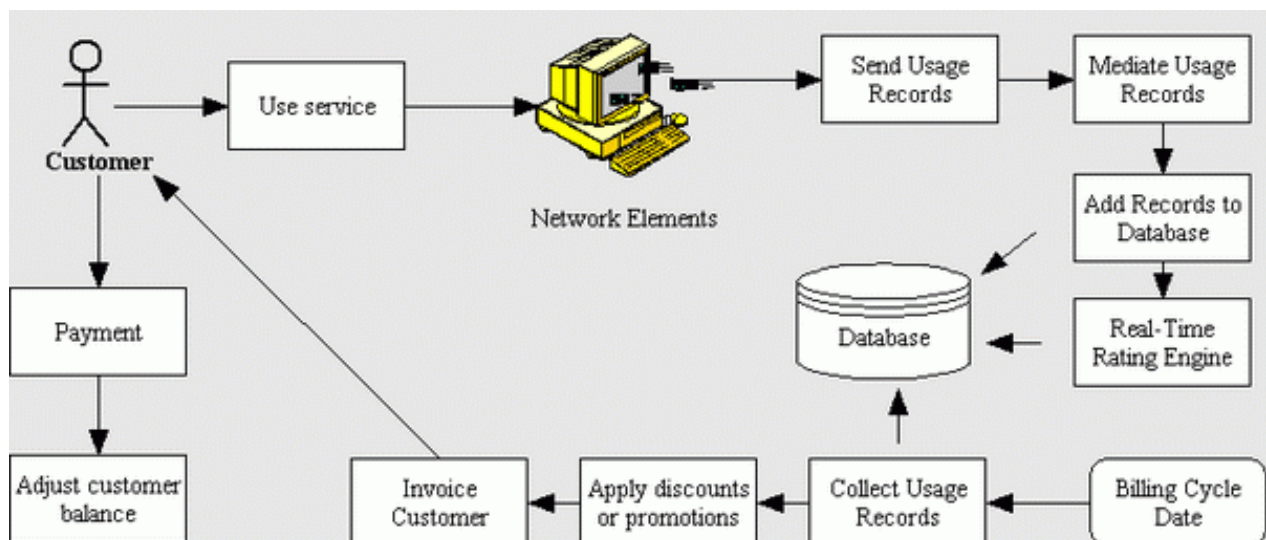 Customer
Use service
Network Elements
Send Usage
Records
Mediate Usage
Records
Add Records to
Database
Real-Time
Rating Engine
Database
Payment
Adjust customer
balance
Invoice
Customer
Apply discounts
or promotions
Collect Usage
Records
Billing Cycle
Date